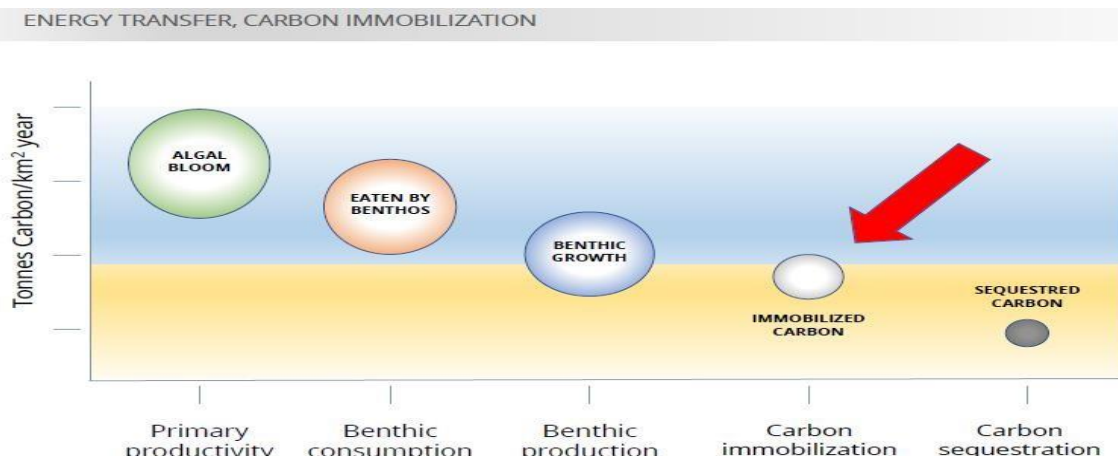 ENERGY TRANSFER, CARBON IMMOBILIZATION
Tonnes Carbon/km² year
ALGAL
BLOOM
EATEN BY
BENTHOS
BENTHIC
GROWTH
IMMOBILIZED
CARBON
SEQUESTRED
CARBON
Primary
productivity
Benthic
consumption
Benthic
production
Carbon
immobilization
Carbon
sequestration